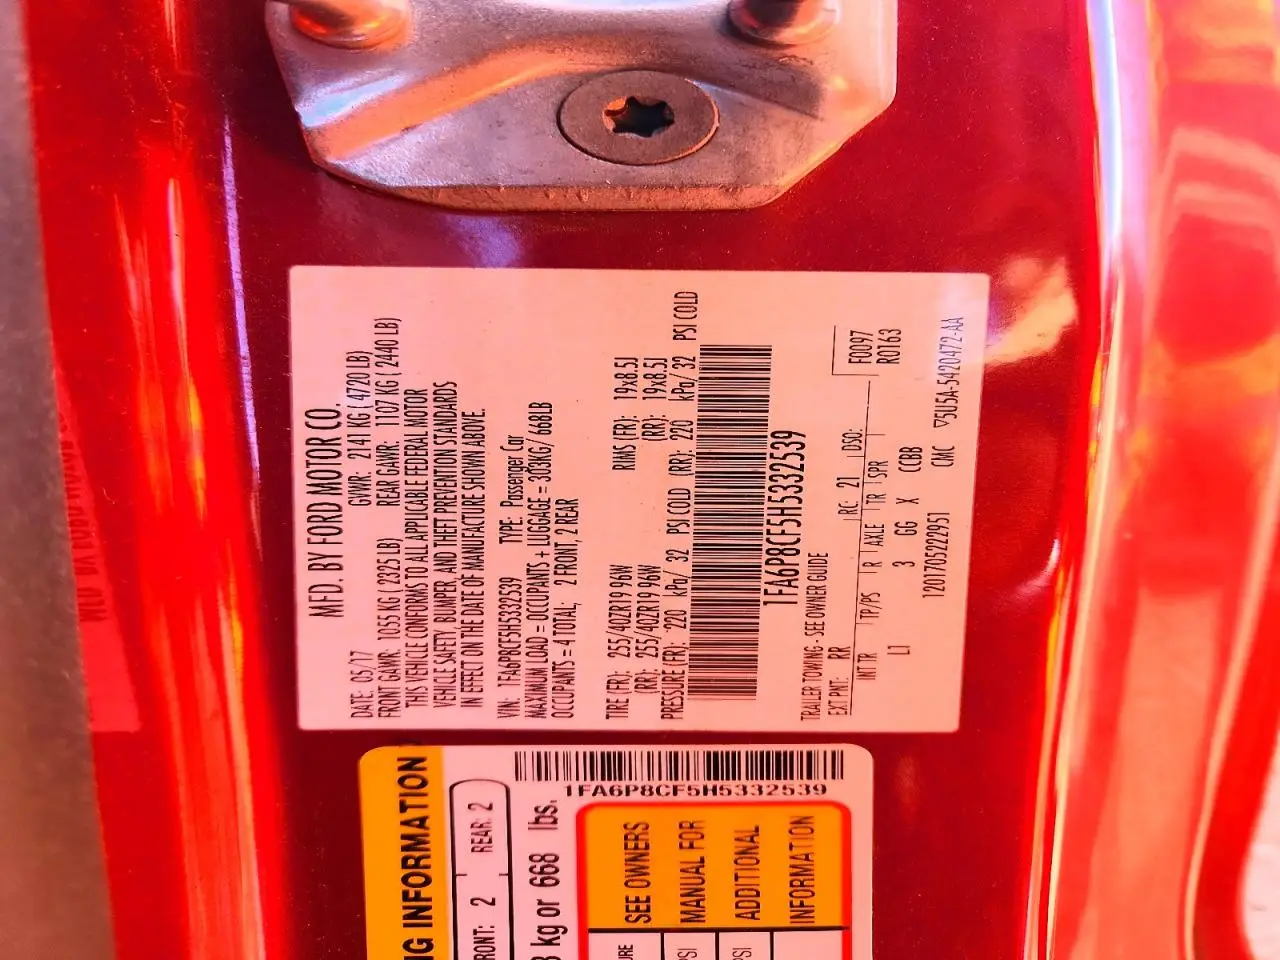 MFD. BY FORD MOTOR CO.
DATE: 05/17 GVWR: 2141 KG ( 4720 LB)
FRONT GAWR: 1055 KG ( 2325 LB) REAR GAWR: 1107 KG ( 2440 LB)
THIS VEHICLE CONFORMS TO ALL APPLICABLE FEDERAL MOTOR
VEHICLE SAFETY, BUMPER, AND THEFT PREVENTION STANDARDS
IN EFFECT ON THE DATE OF MANUFACTURE SHOWN ABOVE.
VIN: 1FA6P8CF5H5332539 TYPE: Passenger Car
MAXIMUM LOAD = OCCUPANTS + LUGGAGE = 303KG/ 668LB
OCCUPANTS = 4 TOTAL, 2 FRONT, 2 REAR
TIRE (FR): 255/40ZR19 96W RIMS (FR): 19x8.5J
(RR): 255/40ZR19 96W (RR): 19x8.5J
PRESSURE (FR): 220 kPa/ 32 PSI COLD (RR): 220 kPa/ 32 PSI COLD
1FA6P8CF5H5332539
TRAILER TOWING - SEE OWNER GUIDE
F0097
EXT PNT: RR RC: 21 DSO: R0163
INT TR TP/PS R AXLE TR SPR
LJ 3 GG X CCBB
1201705222951 CMC ▽5U5A-5420472-AA
NG INFORMATION
1FA6P8CF5H5332539
FRONT: 2 REAR: 2
3 kg or 668 lbs.
SEE OWNERS
MANUAL FOR
ADDITIONAL
INFORMATION
URE
PSI
PSI